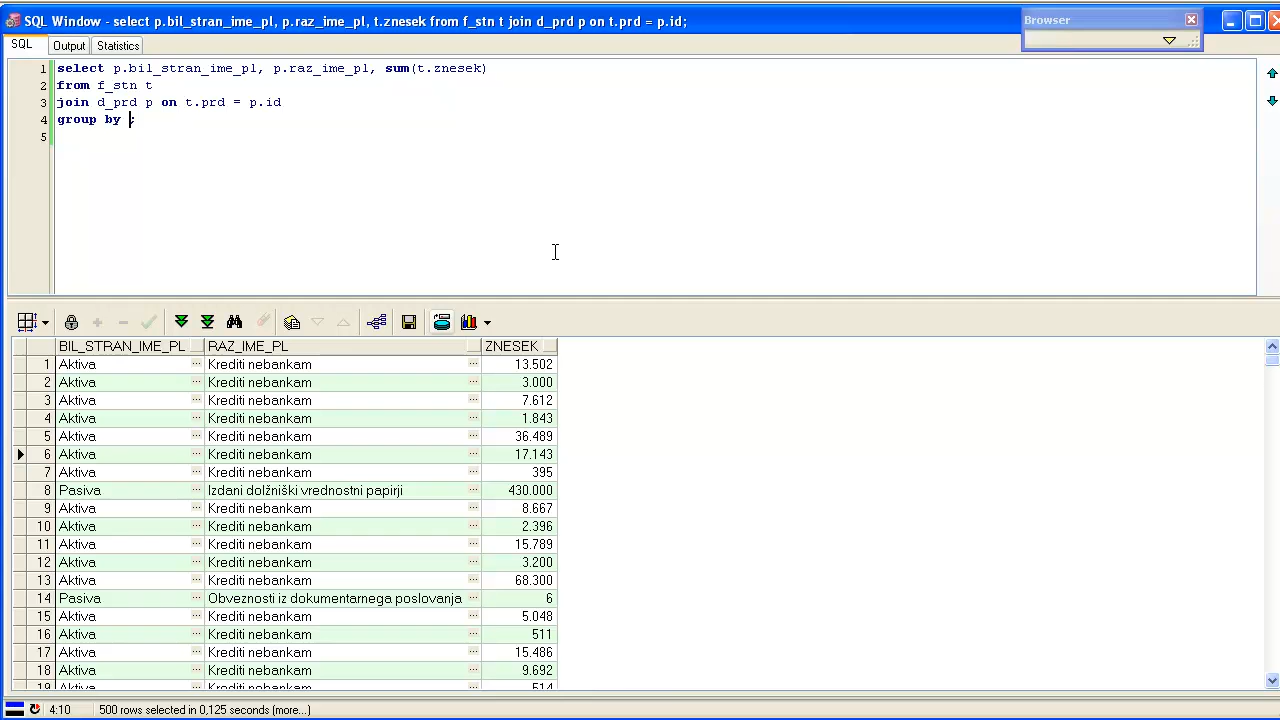 SQL Window - select p.bil_stran_ime_pl, p.raz_ime_pl, t.znesek from f_stn t join d_prd p on t.prd = p.id;
Browser
SQL Output Statistics
1 select p.bil_stran_ime_pl, p.raz_ime_pl, sum(t.znesek)
2 from f_stn t
3 join d_prd p on t.prd = p.id
4 group by ;
5
BIL_STRAN_IME_PL RAZ_IME_PL ZNESEK
1 Aktiva ... Krediti nebankam ... 13.502
2 Aktiva ... Krediti nebankam ... 3.000
3 Aktiva ... Krediti nebankam ... 7.612
4 Aktiva ... Krediti nebankam ... 1.843
5 Aktiva ... Krediti nebankam ... 36.489
6 Aktiva ... Krediti nebankam ... 17.143
7 Aktiva ... Krediti nebankam ... 395
8 Pasiva ... Izdani dolžniški vrednostni papirji ... 430.000
9 Aktiva ... Krediti nebankam ... 8.667
10 Aktiva ... Krediti nebankam ... 2.396
11 Aktiva ... Krediti nebankam ... 15.789
12 Aktiva ... Krediti nebankam ... 3.200
13 Aktiva ... Krediti nebankam ... 68.300
14 Pasiva ... Obveznosti iz dokumentarnega poslovanja ... 6
15 Aktiva ... Krediti nebankam ... 5.048
16 Aktiva ... Krediti nebankam ... 511
17 Aktiva ... Krediti nebankam ... 15.486
18 Aktiva ... Krediti nebankam ... 9.692
19 Aktiva ... Krediti nebankam ... 514
4:10 500 rows selected in 0,125 seconds (more...)